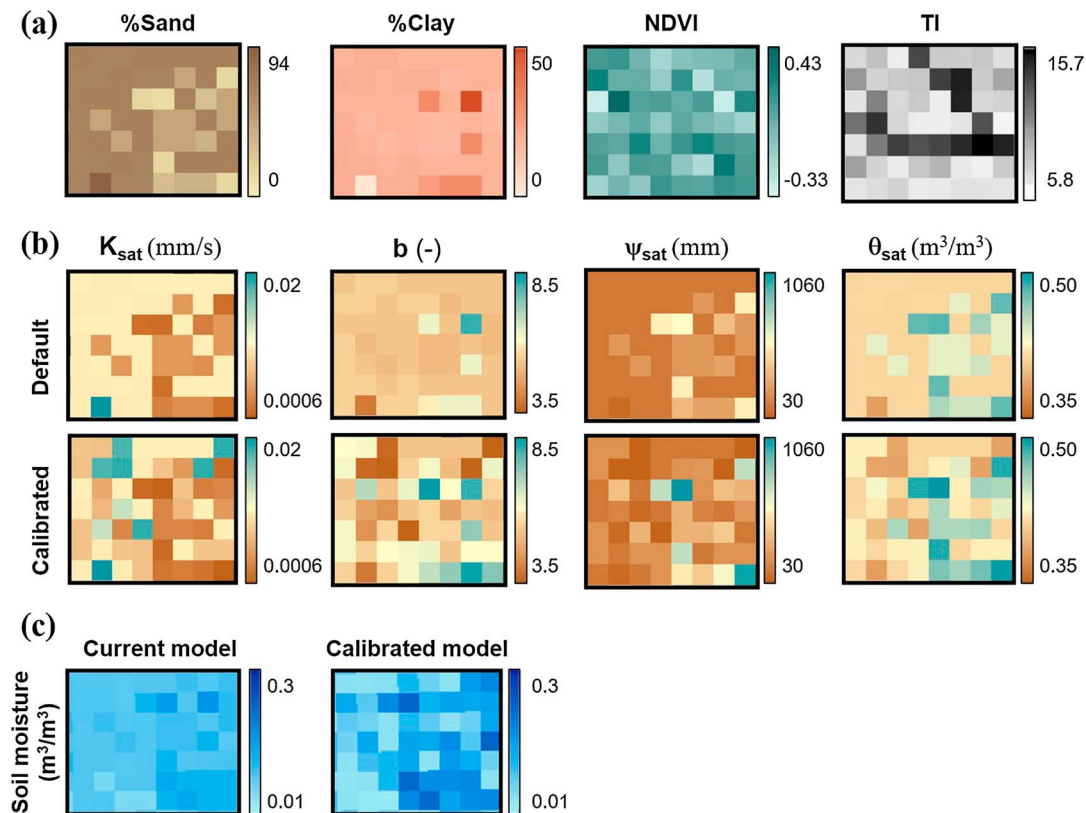 (a)
%Sand %Clay NDVI TI
94 50 0.43 15.7
0 0 -0.33 5.8
(b)
Ksat (mm/s) b (-) ψsat (mm) θsat (m³/m³)
Default
0.02 8.5 1060 0.50
0.0006 3.5 30 0.35
Calibrated
0.02 8.5 1060 0.50
0.0006 3.5 30 0.35
(c)
Current model Calibrated model
Soil moisture
(m³/m³)
0.3 0.3
0.01 0.01